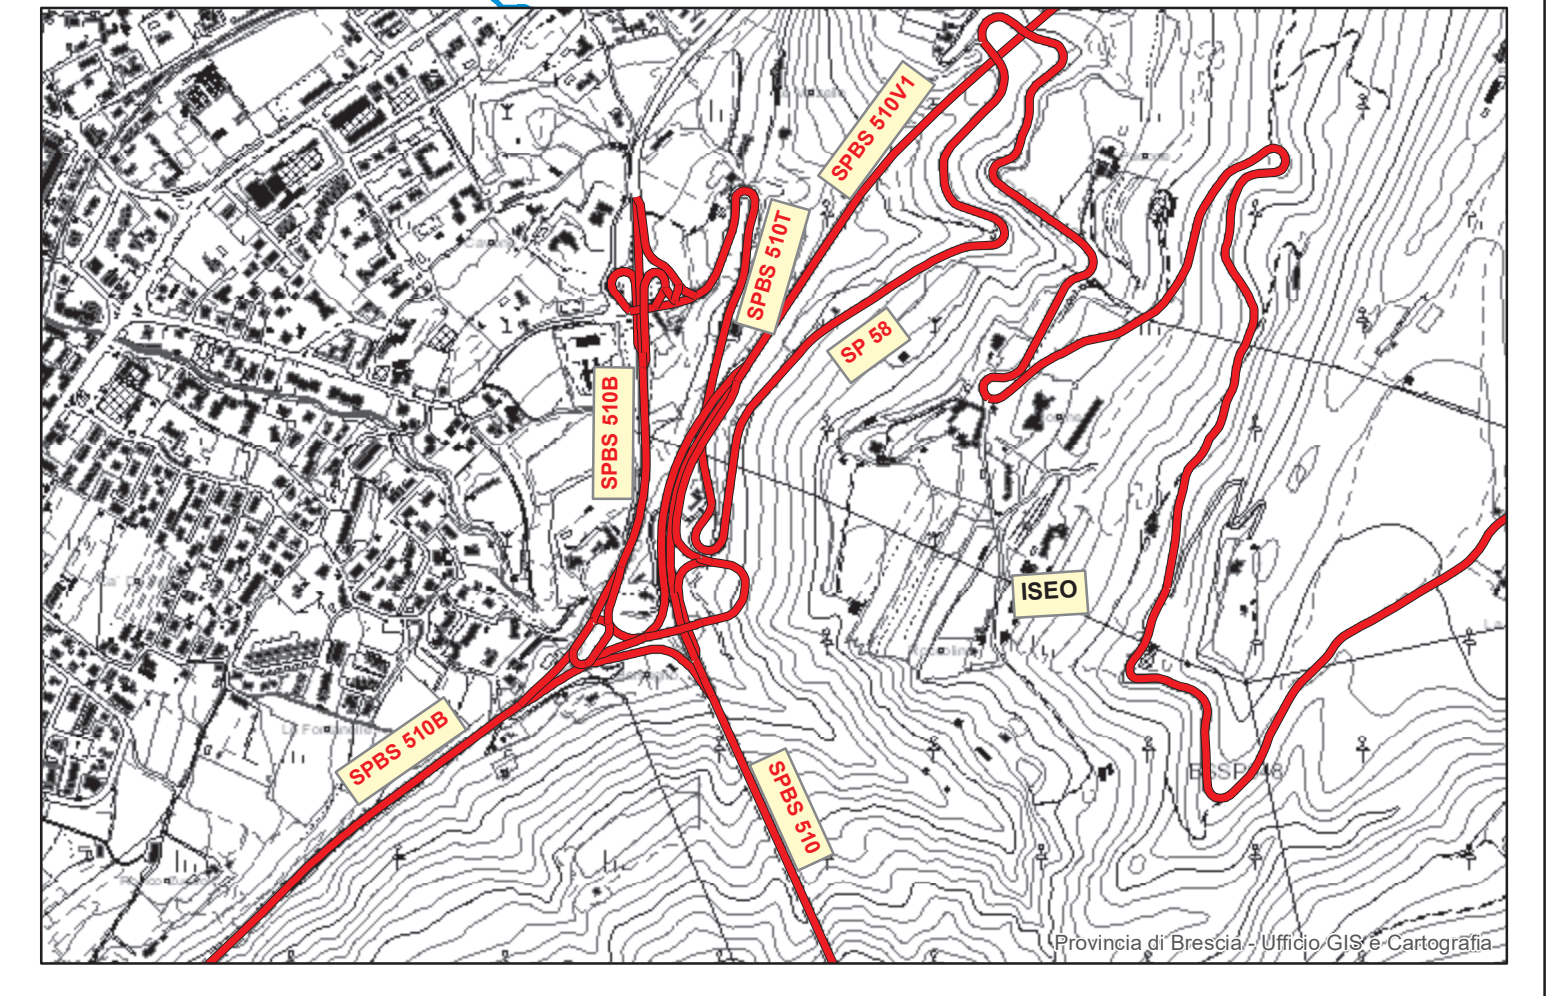 SPBS 510V1
SPBS 510T
SP 58
SPBS 510B
ISEO
SPBS 510B
SPBS 510
Provincia di Brescia - Ufficio GIS e Cartografia